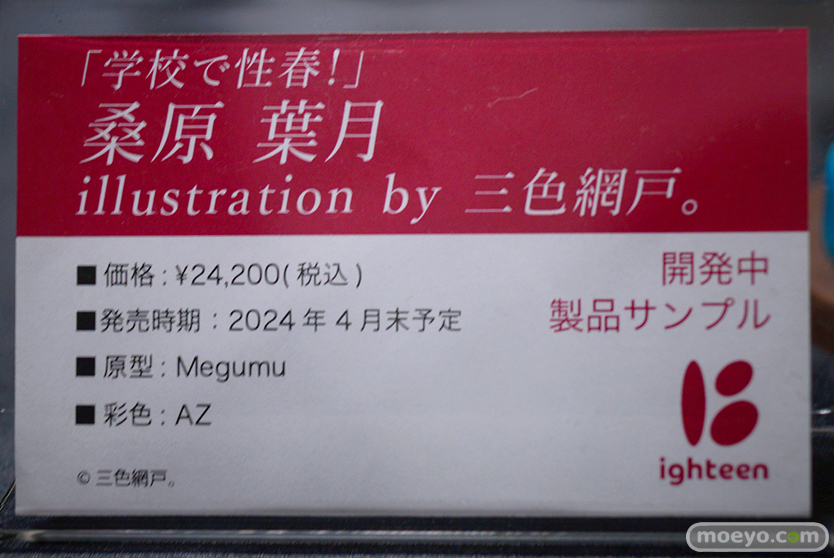 「学校で性春！」
桑原 葉月
illustration by 三色網戸。
■価格：¥24,200(税込)
■発売時期：2024年4月末予定
■原型：Megumu
■彩色：AZ
© 三色網戸。
開発中
製品サンプル
ighteen
moeyo.com